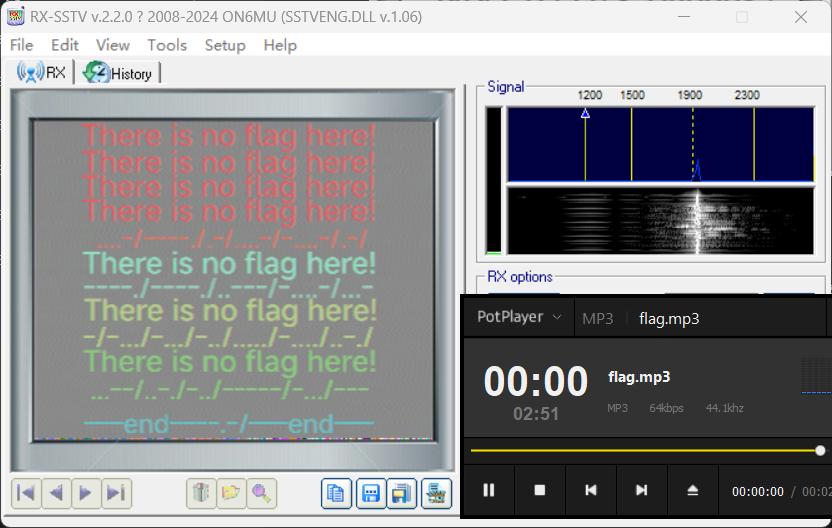 RX-SSTV v.2.2.0 ? 2008-2024 ON6MU (SSTVENG.DLL v.1.06)
File Edit View Tools Setup Help
RX History
Signal
1200 1500 1900 2300
There is no flag here!
There is no flag here!
There is no flag here!
There is no flag here!
There is no flag here!
There is no flag here!
There is no flag here!
end end
RX options
PotPlayer MP3 flag.mp3
00:00 flag.mp3
02:51 MP3 64kbps 44.1khz
00:00:00 / 00:02